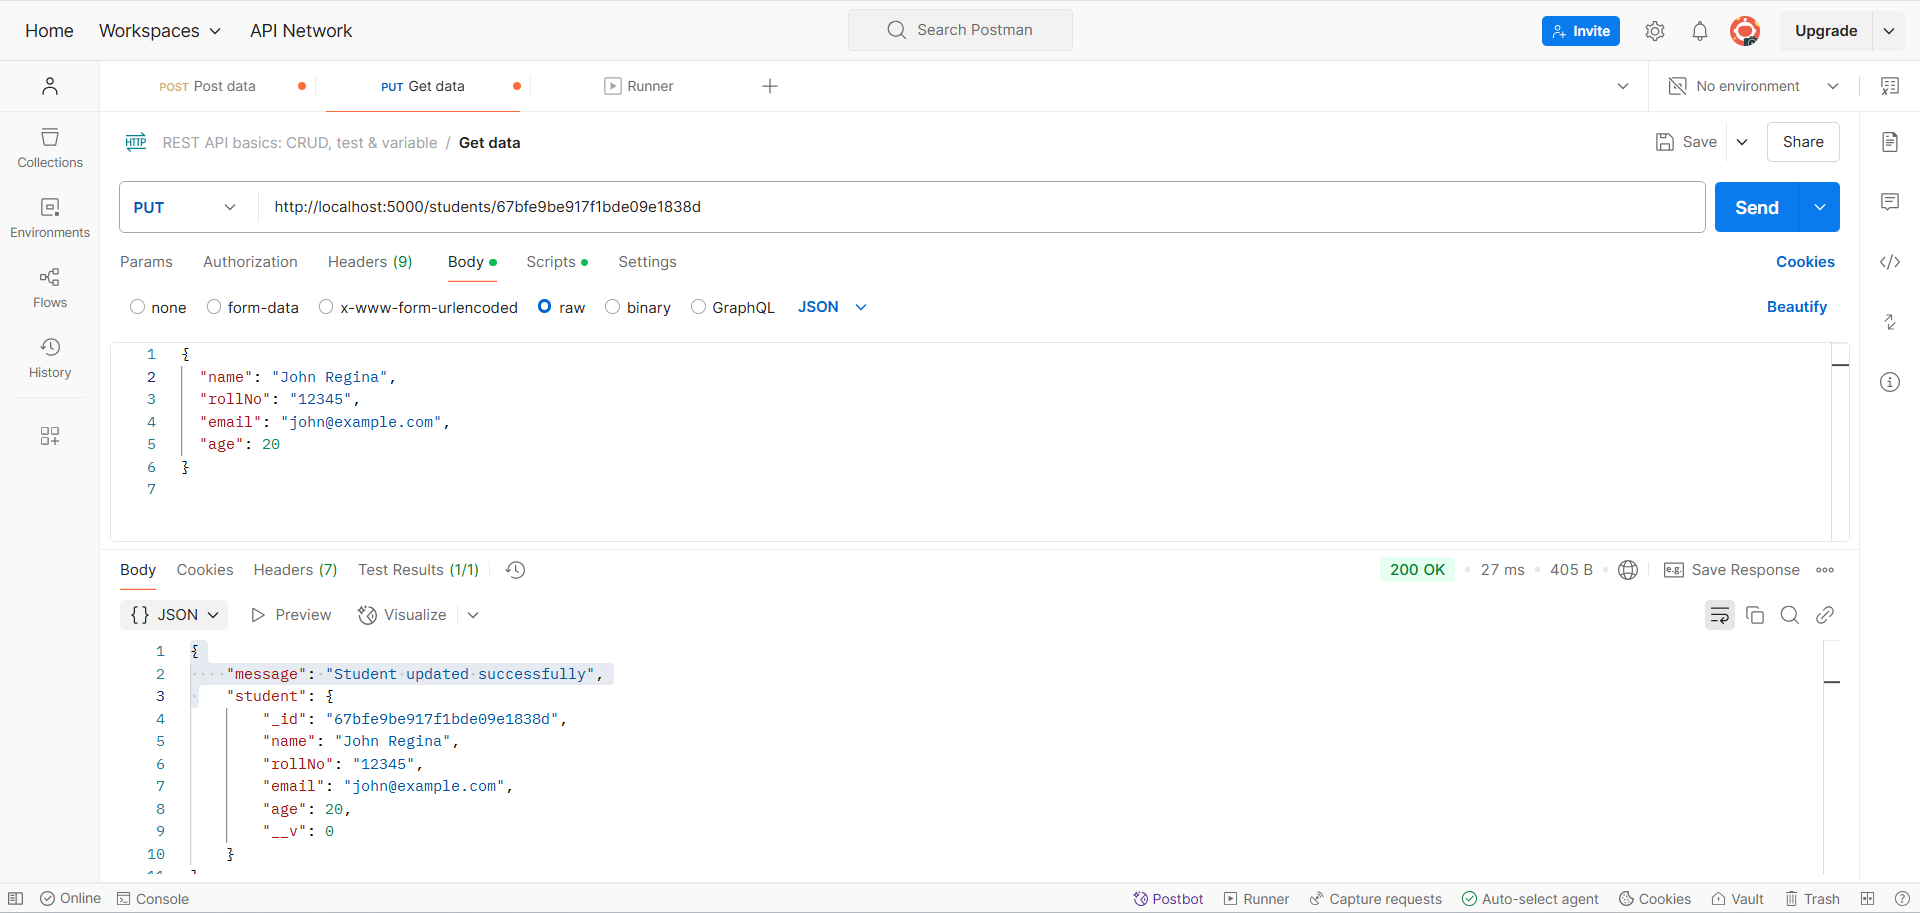 Home Workspaces API Network Search Postman Invite Upgrade
POST Post data PUT Get data Runner No environment
HTTP REST API basics: CRUD, test & variable / Get data Save Share
Collections
Environments
Flows
History
PUT http://localhost:5000/students/67bfe9be917f1bde09e1838d Send
Params Authorization Headers (9) Body Scripts Settings Cookies
none form-data x-www-form-urlencoded raw binary GraphQL JSON Beautify
1 {
2 "name": "John Regina",
3 "rollNo": "12345",
4 "email": "john@example.com",
5 "age": 20
6 }
7
Body Cookies Headers (7) Test Results (1/1) 200 OK 27 ms 405 B e.g. Save Response
{} JSON Preview Visualize
1 {
2 "message": "Student updated successfully",
3 "student": {
4 "_id": "67bfe9be917f1bde09e1838d",
5 "name": "John Regina",
6 "rollNo": "12345",
7 "email": "john@example.com",
8 "age": 20,
9 "__v": 0
10 }
Online Console Postbot Runner Capture requests Auto-select agent Cookies Vault Trash